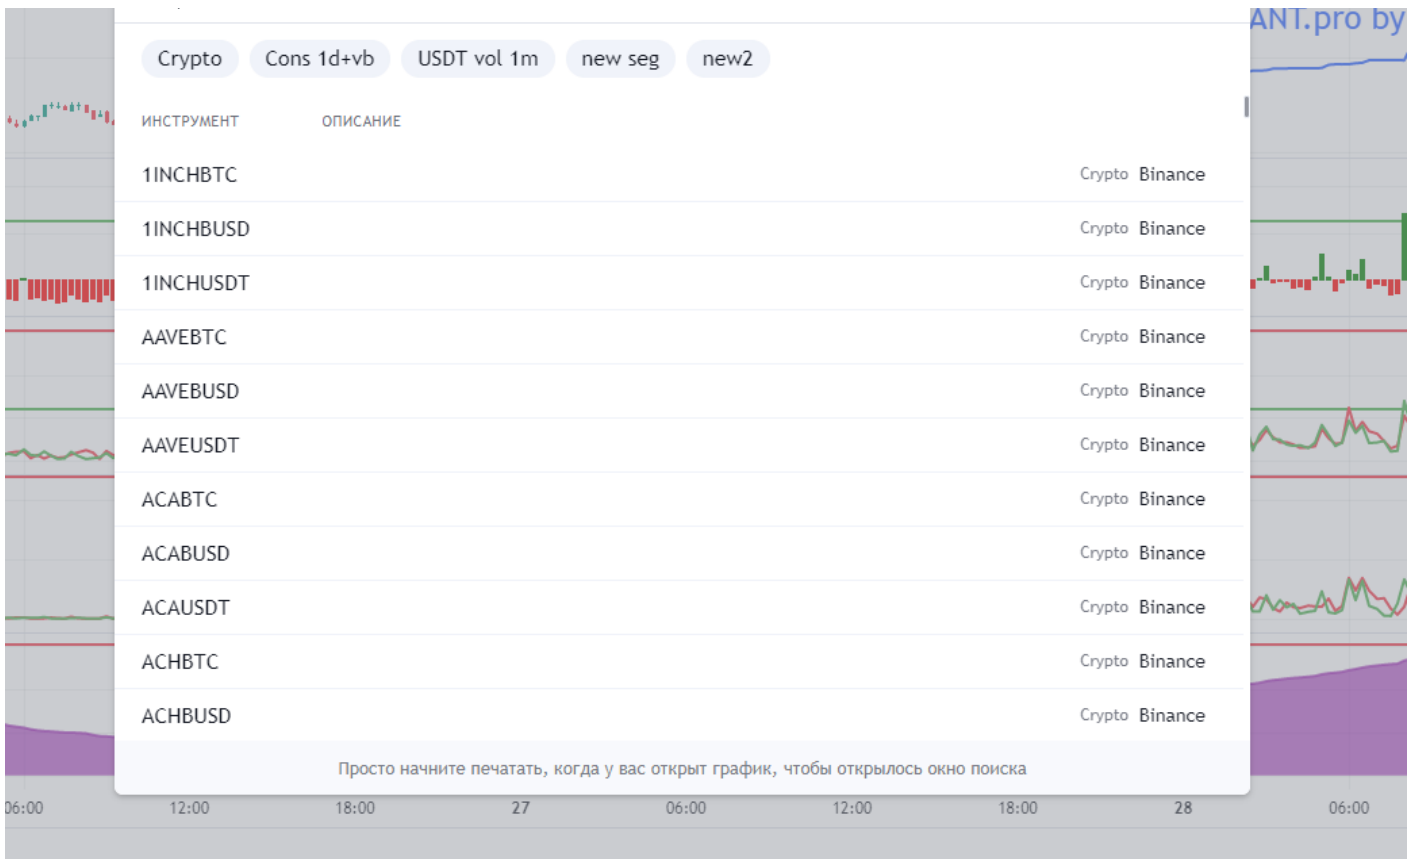 ANT.pro by
Crypto Cons 1d+vb USDT vol 1m new seg new2
ИНСТРУМЕНТ ОПИСАНИЕ
1INCHBTC Crypto Binance
1INCHBUSD Crypto Binance
1INCHUSDT Crypto Binance
AAVEBTC Crypto Binance
AAVEBUSD Crypto Binance
AAVEUSDT Crypto Binance
ACABTC Crypto Binance
ACABUSD Crypto Binance
ACAUSDT Crypto Binance
ACHBTC Crypto Binance
ACHBUSD Crypto Binance
Просто начните печатать, когда у вас открыт график, чтобы открылось окно поиска
06:00 12:00 18:00 27 06:00 12:00 18:00 28 06:00